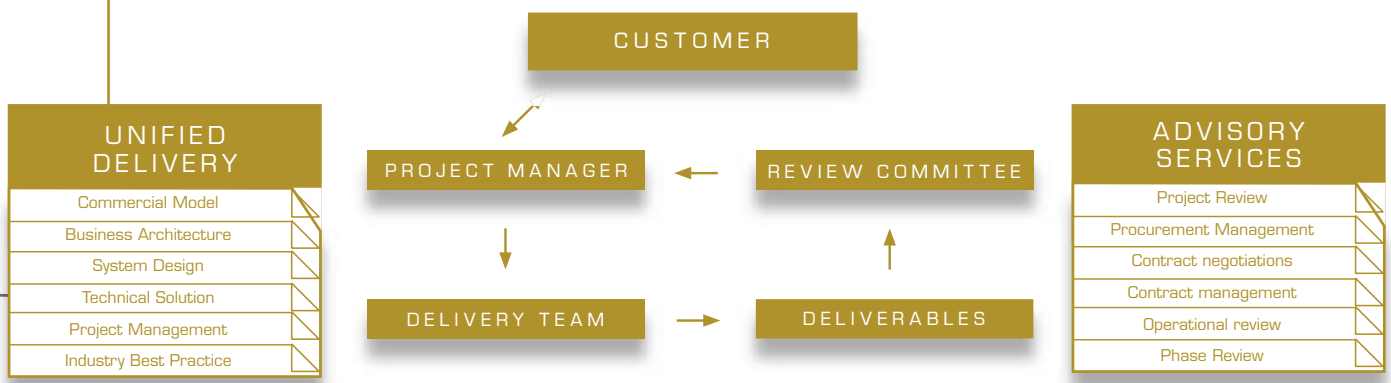 CUSTOMER
UNIFIED
DELIVERY
Commercial Model
Business Architecture
System Design
Technical Solution
Project Management
Industry Best Practice
PROJECT MANAGER
REVIEW COMMITTEE
DELIVERY TEAM
DELIVERABLES
ADVISORY
SERVICES
Project Review
Procurement Management
Contract negotiations
Contract management
Operational review
Phase Review